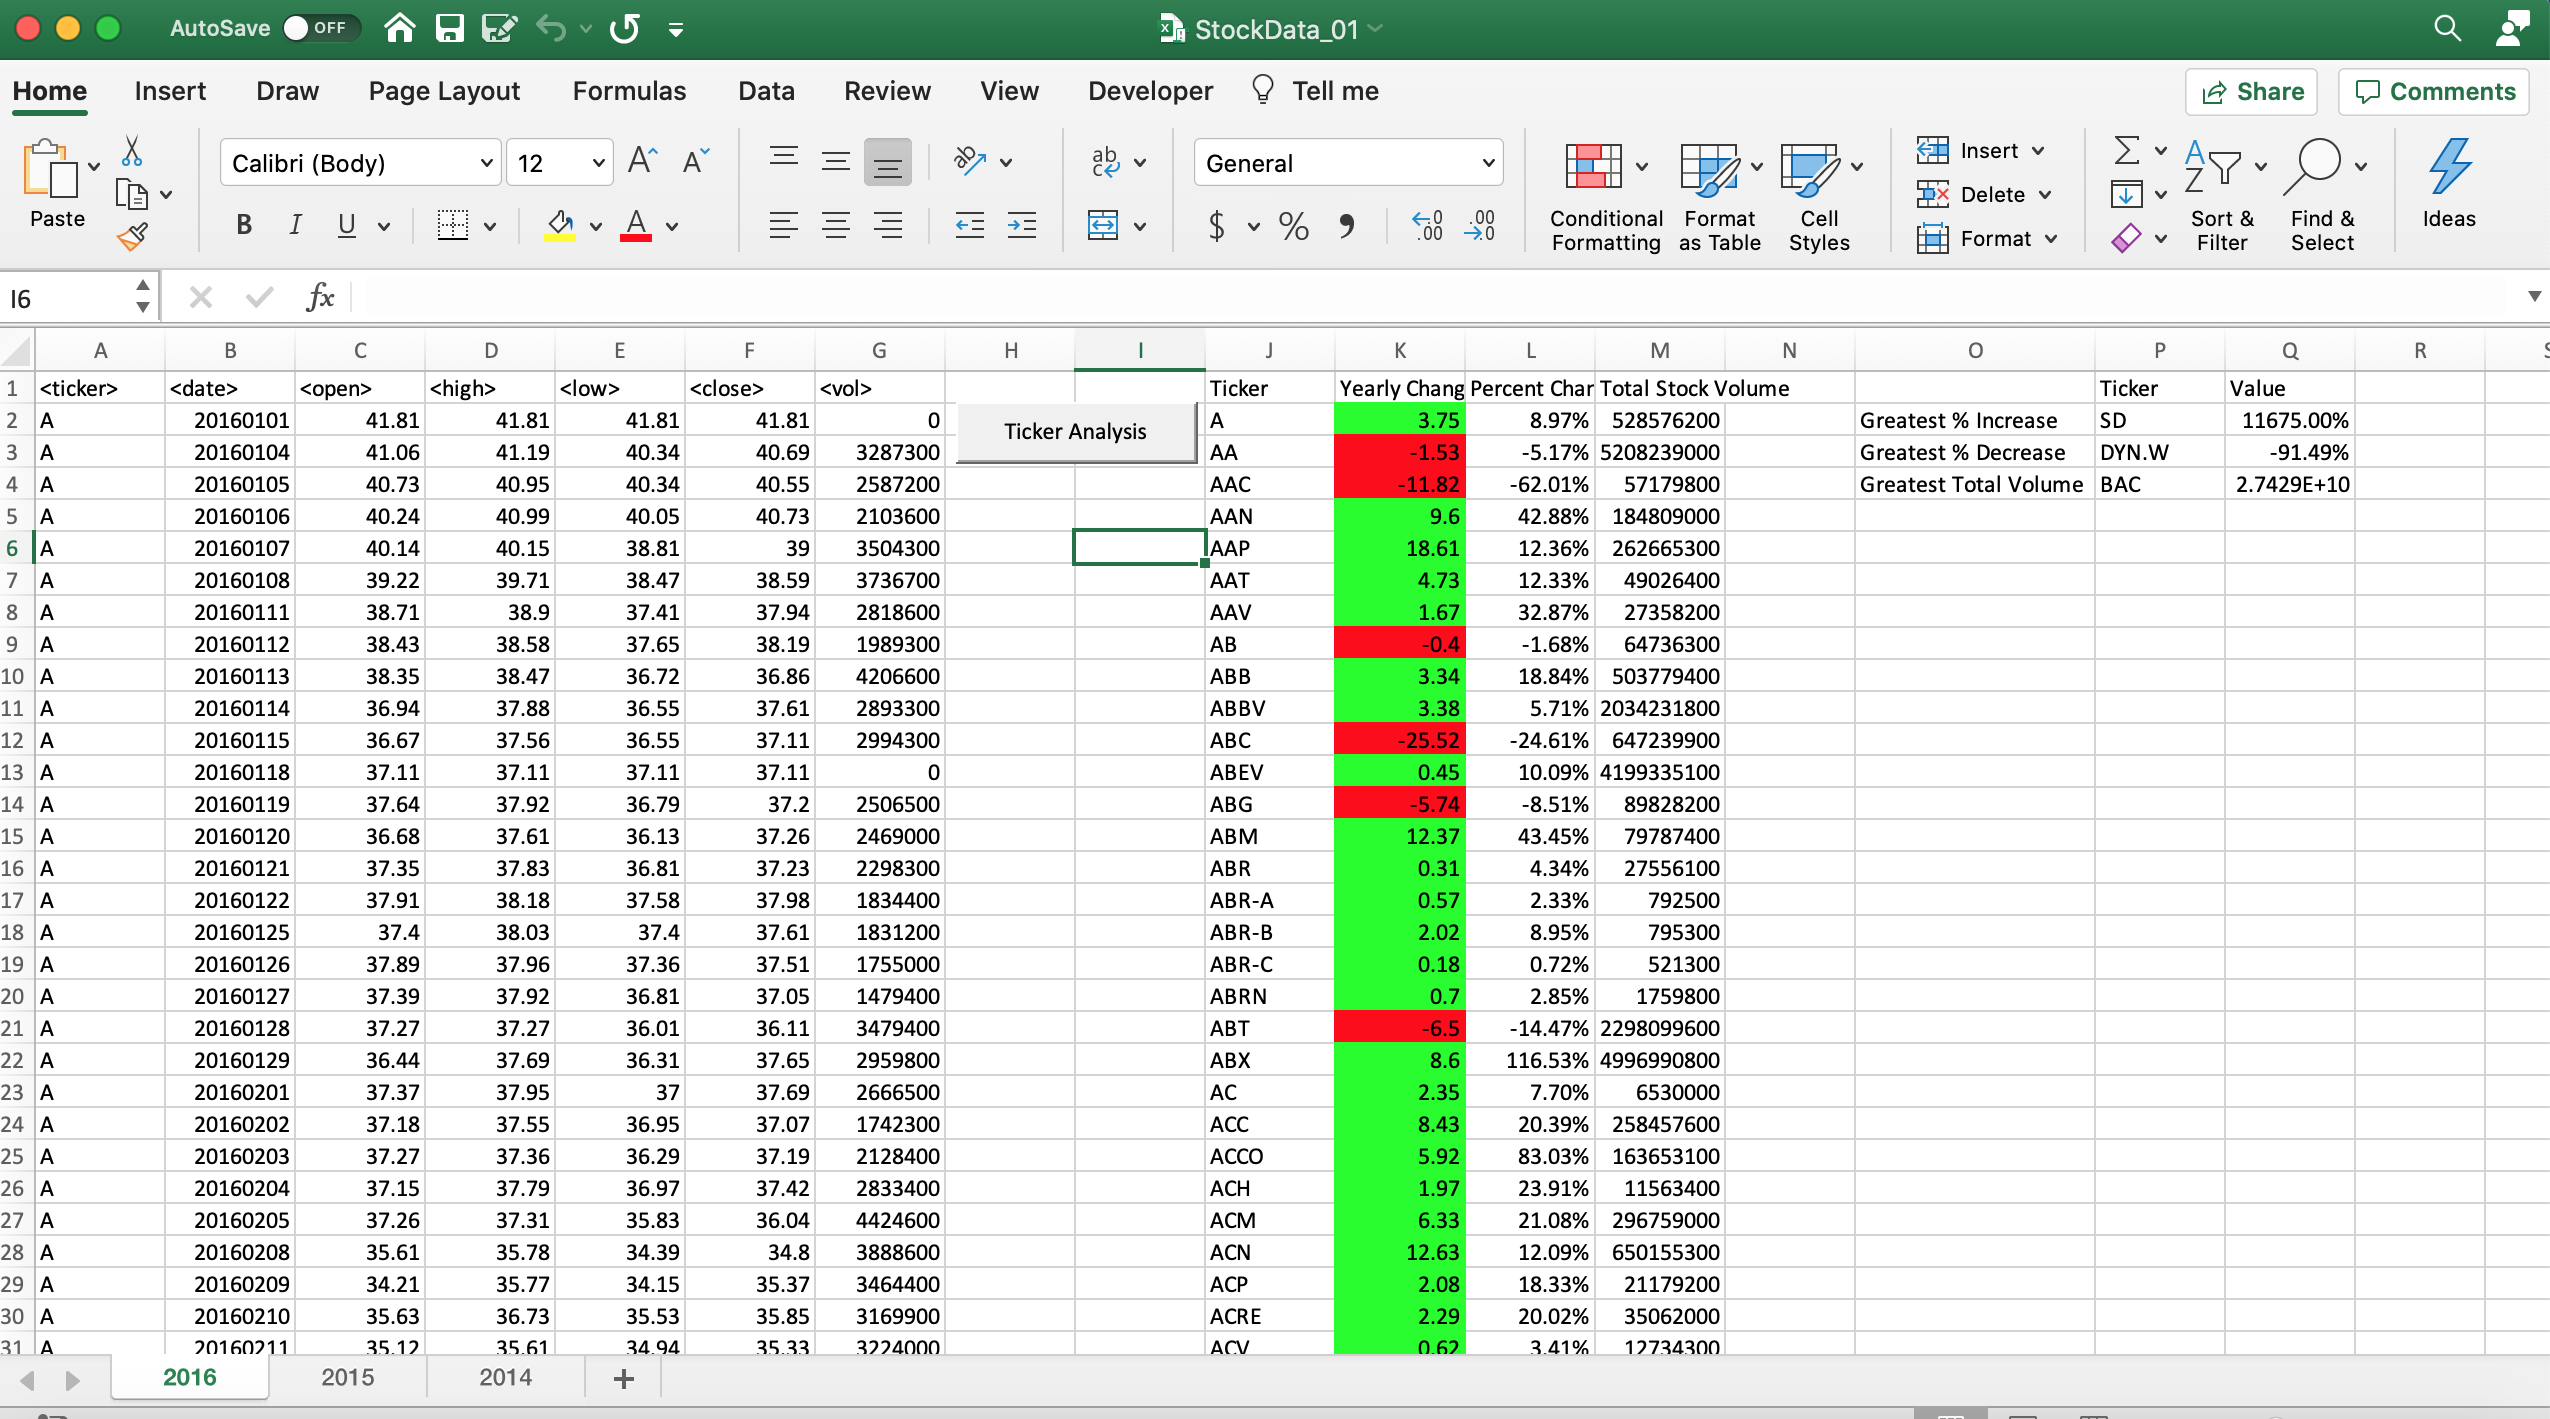 AutoSave OFF StockData_01
Home Insert Draw Page Layout Formulas Data Review View Developer Tell me Share Comments
Paste Calibri (Body) 12 A A General Conditional Formatting Format as Table Cell Styles Insert Delete Format Sort & Filter Find & Select Ideas
B I U A ab ab c $ % , .00 .00 A Z
I6 fx
A B C D E F G H I J K L M N O P Q R
1 <ticker> <date> <open> <high> <low> <close> <vol> Ticker Yearly Chang Percent Char Total Stock Volume Ticker Value
2 A 20160101 41.81 41.81 41.81 41.81 0 Ticker Analysis A 3.75 8.97% 528576200 Greatest % Increase SD 11675.00%
3 A 20160104 41.06 41.19 40.34 40.69 3287300 AA -1.53 -5.17% 5208239000 Greatest % Decrease DYN.W -91.49%
4 A 20160105 40.73 40.95 40.34 40.55 2587200 AAC -11.82 -62.01% 57179800 Greatest Total Volume BAC 2.7429E+10
5 A 20160106 40.24 40.99 40.05 40.73 2103600 AAN 9.6 42.88% 184809000
6 A 20160107 40.14 40.15 38.81 39 3504300 AAP 18.61 12.36% 262665300
7 A 20160108 39.22 39.71 38.47 38.59 3736700 AAT 4.73 12.33% 49026400
8 A 20160111 38.71 38.9 37.41 37.94 2818600 AAV 1.67 32.87% 27358200
9 A 20160112 38.43 38.58 37.65 38.19 1989300 AB -0.4 -1.68% 64736300
10 A 20160113 38.35 38.47 36.72 36.86 4206600 ABB 3.34 18.84% 503779400
11 A 20160114 36.94 37.88 36.55 37.61 2893300 ABBV 3.38 5.71% 2034231800
12 A 20160115 36.67 37.56 36.55 37.11 2994300 ABC -25.52 -24.61% 647239900
13 A 20160118 37.11 37.11 37.11 37.11 0 ABEV 0.45 10.09% 4199335100
14 A 20160119 37.64 37.92 36.79 37.2 2506500 ABG -5.74 -8.51% 89828200
15 A 20160120 36.68 37.61 36.13 37.26 2469000 ABM 12.37 43.45% 79787400
16 A 20160121 37.35 37.83 36.81 37.23 2298300 ABR 0.31 4.34% 27556100
17 A 20160122 37.91 38.18 37.58 37.98 1834400 ABR-A 0.57 2.33% 792500
18 A 20160125 37.4 38.03 37.4 37.61 1831200 ABR-B 2.02 8.95% 795300
19 A 20160126 37.89 37.96 37.36 37.51 1755000 ABR-C 0.18 0.72% 521300
20 A 20160127 37.39 37.92 36.81 37.05 1479400 ABRN 0.7 2.85% 1759800
21 A 20160128 37.27 37.27 36.01 36.11 3479400 ABT -6.5 -14.47% 2298099600
22 A 20160129 36.44 37.69 36.31 37.65 2959800 ABX 8.6 116.53% 4996990800
23 A 20160201 37.37 37.95 37 37.69 2666500 AC 2.35 7.70% 6530000
24 A 20160202 37.18 37.55 36.95 37.07 1742300 ACC 8.43 20.39% 258457600
25 A 20160203 37.27 37.36 36.29 37.19 2128400 ACCO 5.92 83.03% 163653100
26 A 20160204 37.15 37.79 36.97 37.42 2833400 ACH 1.97 23.91% 11563400
27 A 20160205 37.26 37.31 35.83 36.04 4424600 ACM 6.33 21.08% 296759000
28 A 20160208 35.61 35.78 34.39 34.8 3888600 ACN 12.63 12.09% 650155300
29 A 20160209 34.21 35.77 34.15 35.37 3464400 ACP 2.08 18.33% 21179200
30 A 20160210 35.63 36.73 35.53 35.85 3169900 ACRE 2.29 20.02% 35062000
31 A 20160211 35.12 35.61 34.94 35.33 3224000 ACV 0.62 3.41% 12734300
2016 2015 2014 +